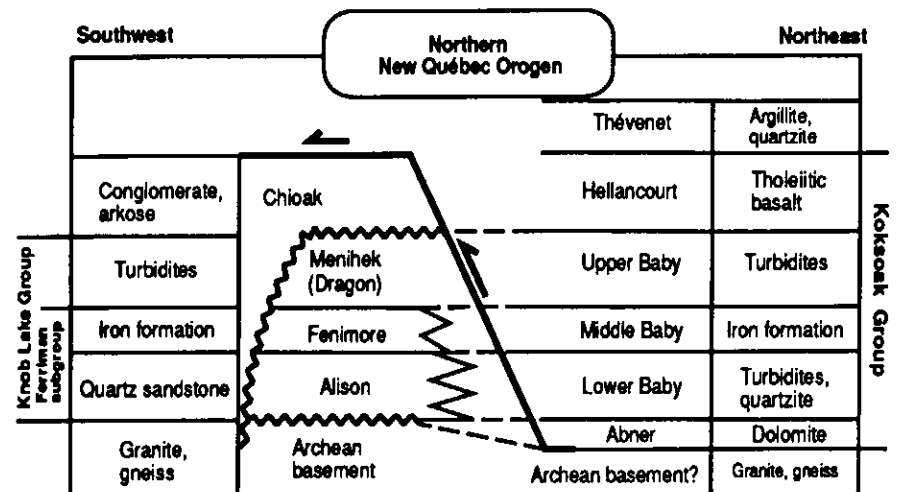 Southwest
Northern
New Québec Orogen
Northeast
Thévenet
Argillite,
quartzite
Conglomerate,
arkose
Chioak
Hellancourt
Tholeiitic
basalt
Turbidites
Menihek
(Dragon)
Upper Baby
Turbidites
Iron formation
Fenimore
Middle Baby
Iron formation
Quartz sandstone
Alison
Lower Baby
Turbidites,
quartzite
Abner
Dolomite
Granite,
gneiss
Archean
basement
Archean basement?
Granite, gneiss
Knob Lake Group
Ferriman
subgroup
Koksoak Group